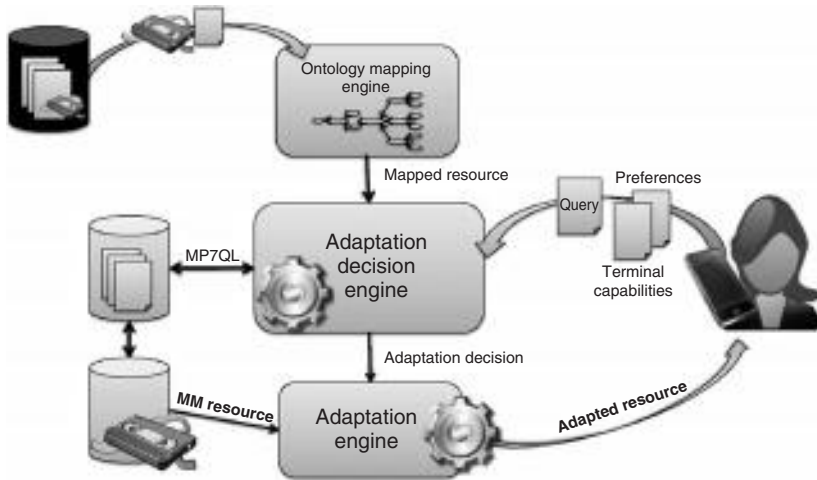 Ontology mapping
engine
Mapped resource
Preferences
Query
MP7QL
Adaptation
decision
engine
Terminal
capabilities
Adaptation decision
MM resource
Adaptation
engine
Adapted resource